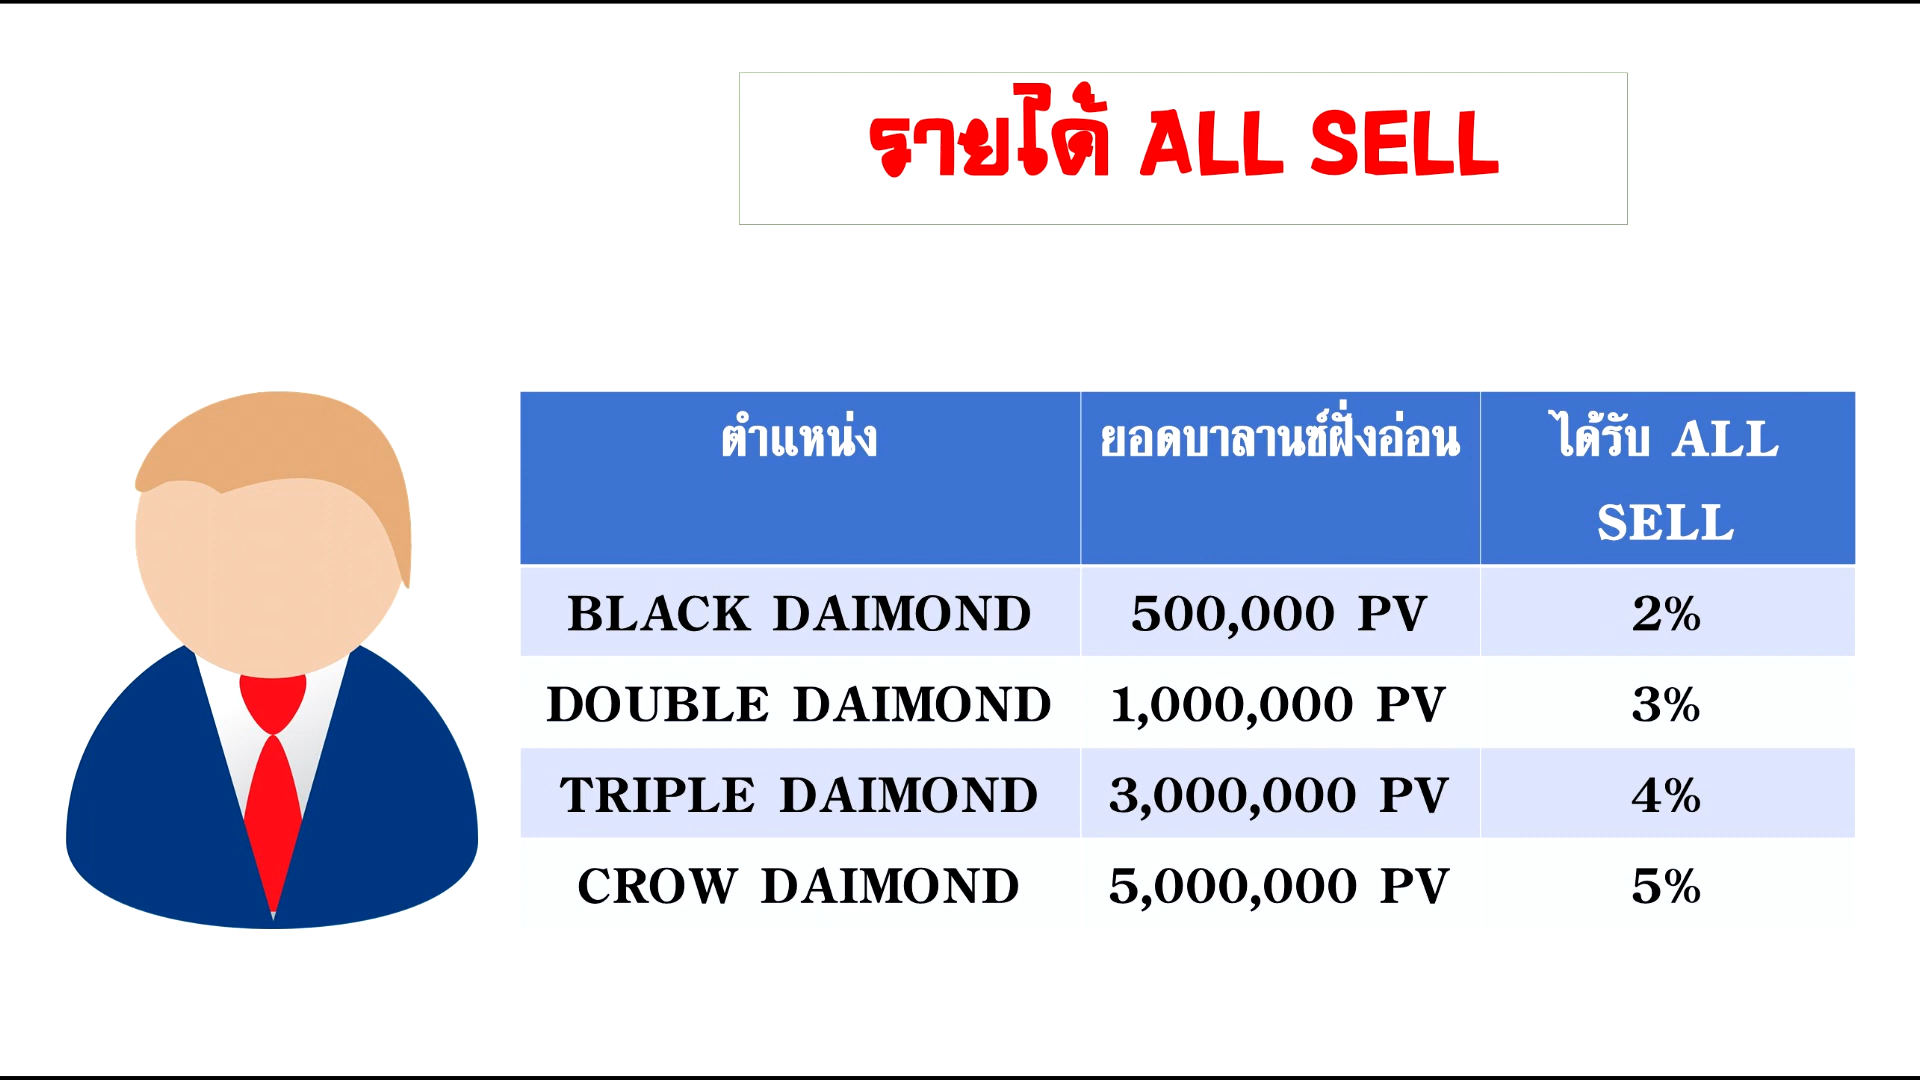 รายได้ ALL SELL
ตำแหน่ง ยอดบาลานซ์ฝั่งอ่อน ได้รับ ALL
SELL
BLACK DAIMOND 500,000 PV 2%
DOUBLE DAIMOND 1,000,000 PV 3%
TRIPLE DAIMOND 3,000,000 PV 4%
CROW DAIMOND 5,000,000 PV 5%